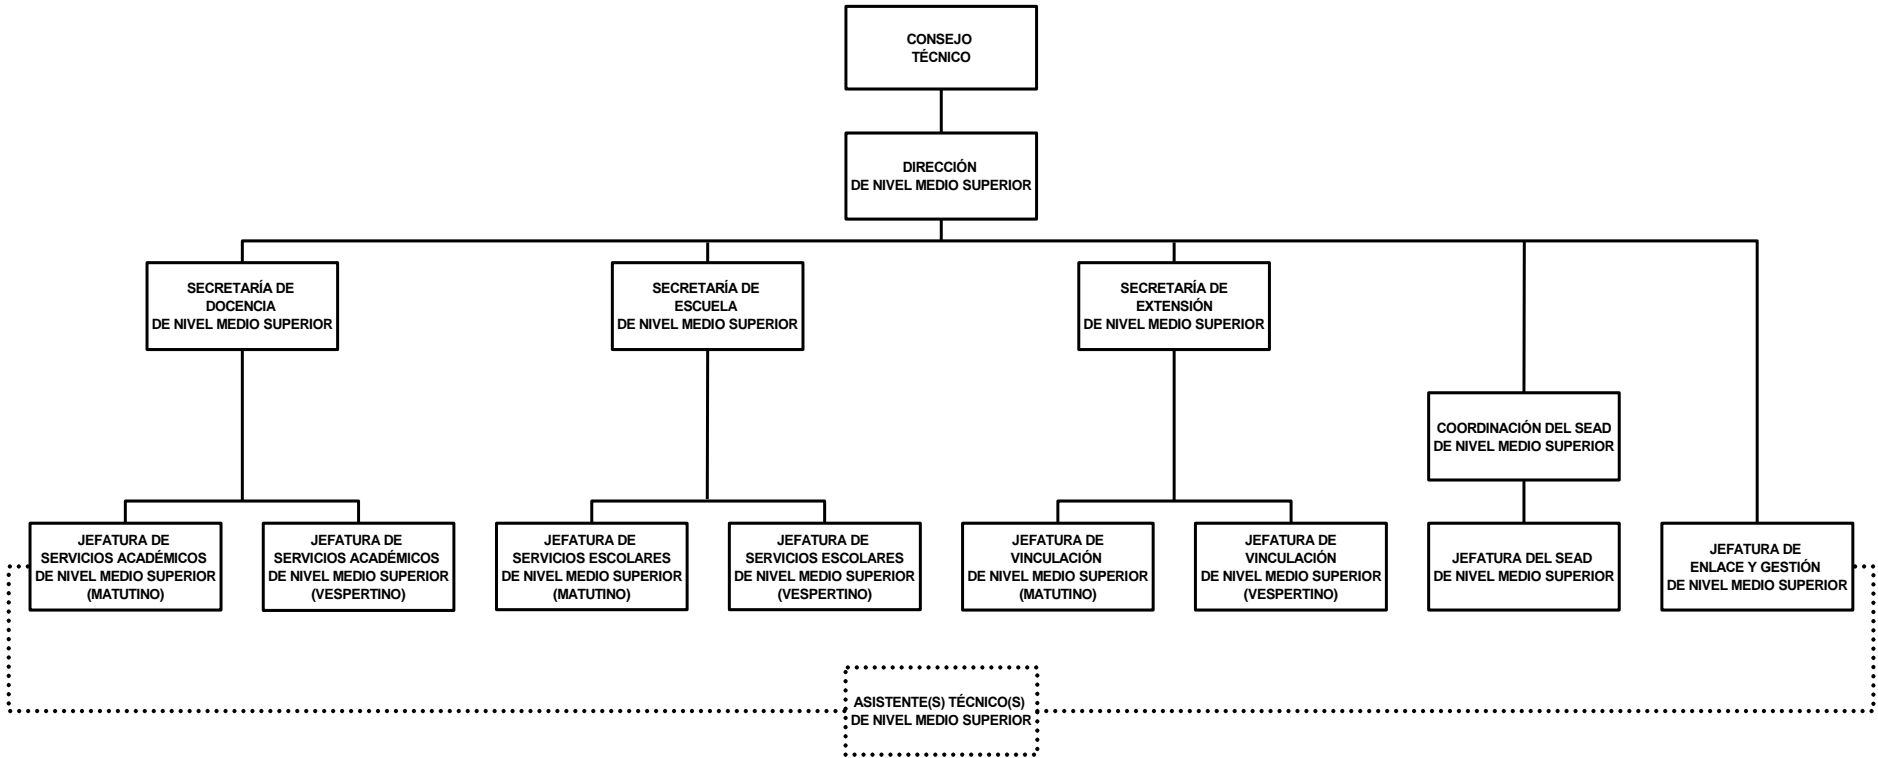 CONSEJO
TÉCNICO
DIRECCIÓN
DE NIVEL MEDIO SUPERIOR
SECRETARÍA DE
DOCENCIA
DE NIVEL MEDIO SUPERIOR
SECRETARÍA DE
ESCUELA
DE NIVEL MEDIO SUPERIOR
SECRETARÍA DE
EXTENSIÓN
DE NIVEL MEDIO SUPERIOR
COORDINACIÓN DEL SEAD
DE NIVEL MEDIO SUPERIOR
JEFATURA DE
SERVICIOS ACADÉMICOS
DE NIVEL MEDIO SUPERIOR
(MATUTINO)
JEFATURA DE
SERVICIOS ACADÉMICOS
DE NIVEL MEDIO SUPERIOR
(VESPERTINO)
JEFATURA DE
SERVICIOS ESCOLARES
DE NIVEL MEDIO SUPERIOR
(MATUTINO)
JEFATURA DE
SERVICIOS ESCOLARES
DE NIVEL MEDIO SUPERIOR
(VESPERTINO)
JEFATURA DE
VINCULACIÓN
DE NIVEL MEDIO SUPERIOR
(MATUTINO)
JEFATURA DE
VINCULACIÓN
DE NIVEL MEDIO SUPERIOR
(VESPERTINO)
JEFATURA DEL SEAD
DE NIVEL MEDIO SUPERIOR
JEFATURA DE
ENLACE Y GESTIÓN
DE NIVEL MEDIO SUPERIOR
ASISTENTE(S) TÉCNICO(S)
DE NIVEL MEDIO SUPERIOR